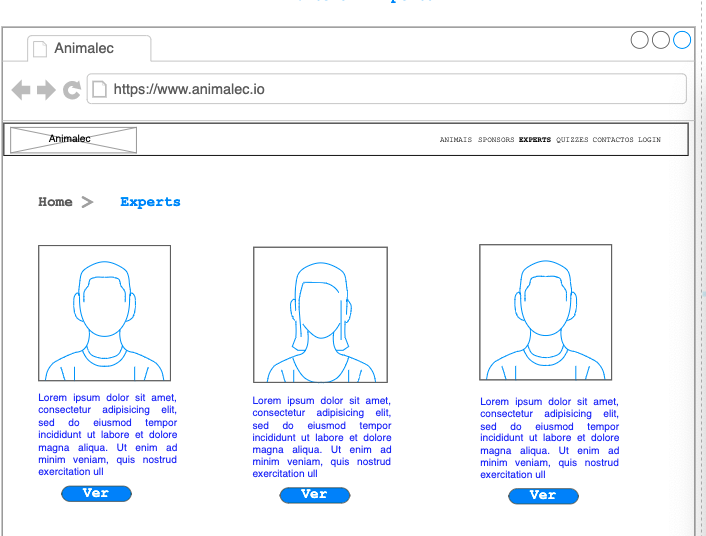 Animalec
https://www.animalec.io
Animalec
ANIMAIS SPONSORS EXPERTS QUIZZES CONTACTOS LOGIN
Home > Experts
Lorem ipsum dolor sit amet,
consectetur adipisicing elit,
sed do eiusmod tempor
incididunt ut labore et dolore
magna aliqua. Ut enim ad
minim veniam, quis nostrud
exercitation ull
Ver
Lorem ipsum dolor sit amet,
consectetur adipisicing elit,
sed do eiusmod tempor
incididunt ut labore et dolore
magna aliqua. Ut enim ad
minim veniam, quis nostrud
exercitation ull
Ver
Lorem ipsum dolor sit amet,
consectetur adipisicing elit,
sed do eiusmod tempor
incididunt ut labore et dolore
magna aliqua. Ut enim ad
minim veniam, quis nostrud
exercitation ull
Ver